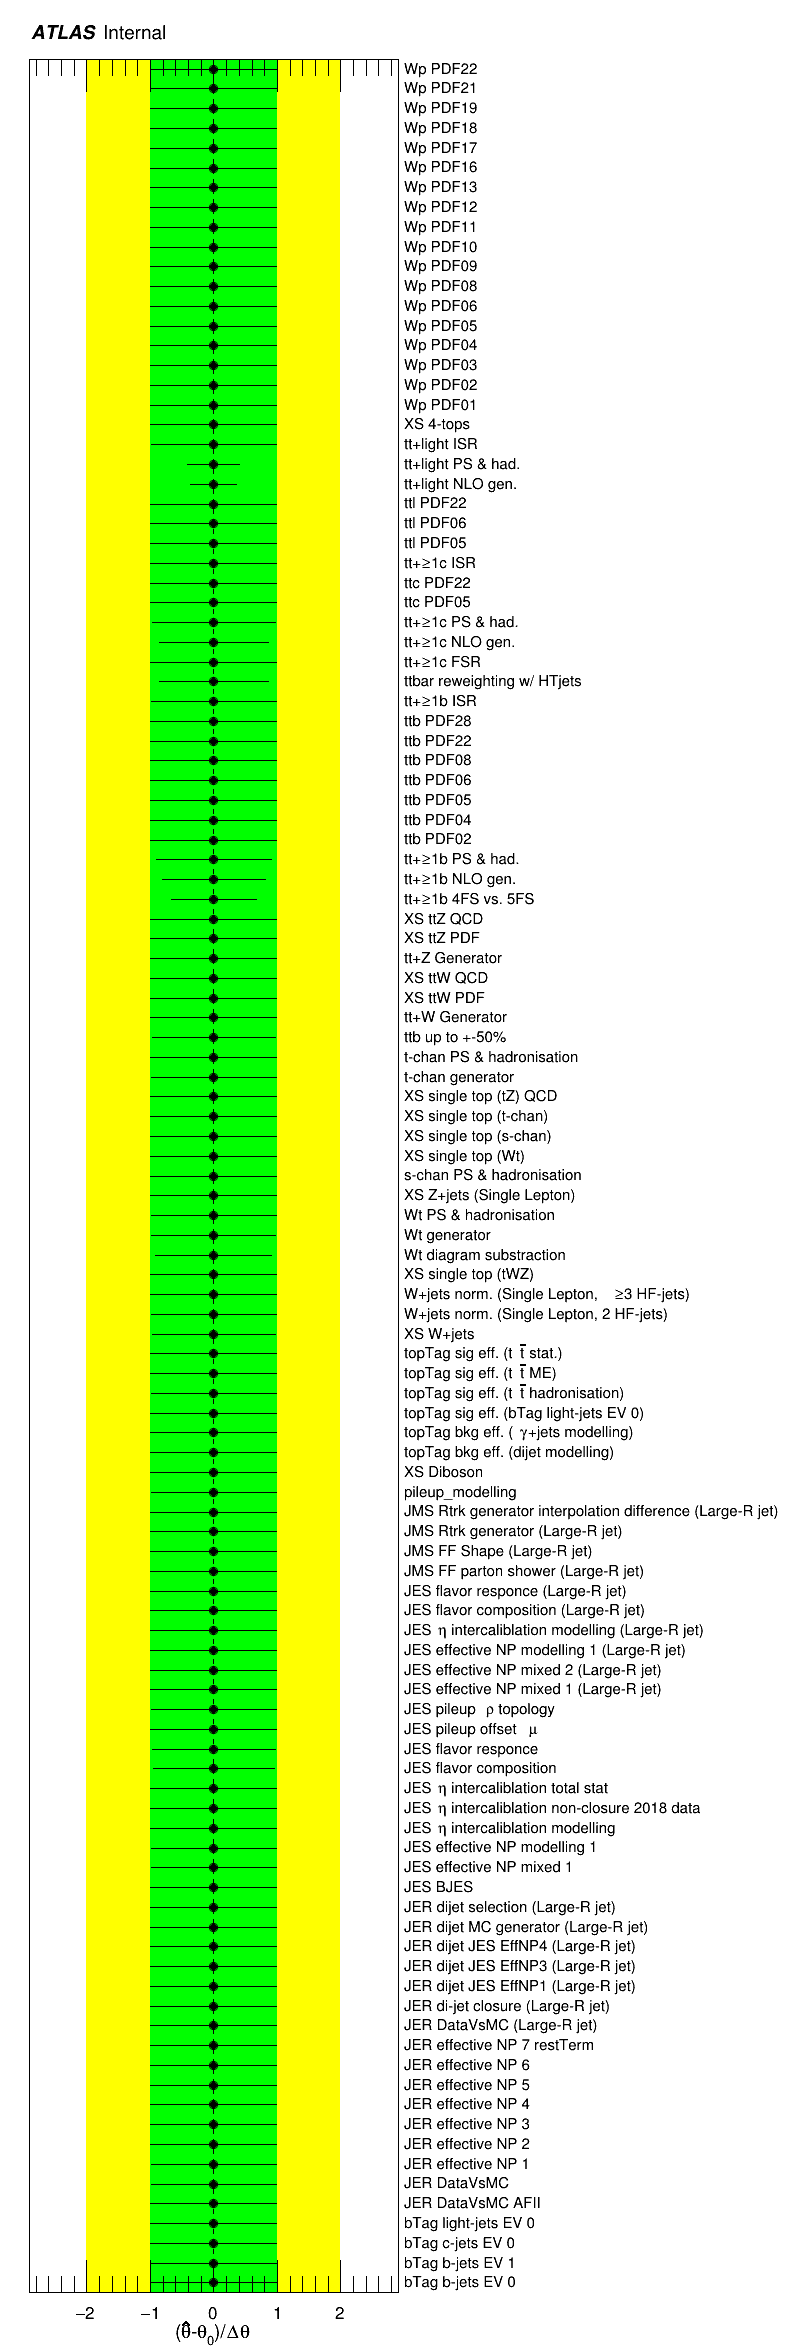 ATLAS Internal
Wp PDF22
Wp PDF21
Wp PDF19
Wp PDF18
Wp PDF17
Wp PDF16
Wp PDF13
Wp PDF12
Wp PDF11
Wp PDF10
Wp PDF09
Wp PDF08
Wp PDF06
Wp PDF05
Wp PDF04
Wp PDF03
Wp PDF02
Wp PDF01
XS 4-tops
tt+light ISR
tt+light PS & had.
tt+light NLO gen.
ttl PDF22
ttl PDF06
ttl PDF05
tt+≥1c ISR
ttc PDF22
ttc PDF05
tt+≥1c PS & had.
tt+≥1c NLO gen.
tt+≥1c FSR
ttbar reweighting w/ HTjets
tt+≥1b ISR
ttb PDF28
ttb PDF22
ttb PDF08
ttb PDF06
ttb PDF05
ttb PDF04
ttb PDF02
tt+≥1b PS & had.
tt+≥1b NLO gen.
tt+≥1b 4FS vs. 5FS
XS ttZ QCD
XS ttZ PDF
tt+Z Generator
XS ttW QCD
XS ttW PDF
tt+W Generator
ttb up to +-50%
t-chan PS & hadronisation
t-chan generator
XS single top (tZ) QCD
XS single top (t-chan)
XS single top (s-chan)
XS single top (Wt)
s-chan PS & hadronisation
XS Z+jets (Single Lepton)
Wt PS & hadronisation
Wt generator
Wt diagram substraction
XS single top (tWZ)
W+jets norm. (Single Lepton, ≥3 HF-jets)
W+jets norm. (Single Lepton, 2 HF-jets)
XS W+jets
topTag sig eff. (t t̅ stat.)
topTag sig eff. (t t̅ ME)
topTag sig eff. (t t̅ hadronisation)
topTag sig eff. (bTag light-jets EV 0)
topTag bkg eff. ( γ+jets modelling)
topTag bkg eff. (dijet modelling)
XS Diboson
pileup_modelling
JMS Rtrk generator interpolation difference (Large-R jet)
JMS Rtrk generator (Large-R jet)
JMS FF Shape (Large-R jet)
JMS FF parton shower (Large-R jet)
JES flavor responce (Large-R jet)
JES flavor composition (Large-R jet)
JES η intercaliblation modelling (Large-R jet)
JES effective NP modelling 1 (Large-R jet)
JES effective NP mixed 2 (Large-R jet)
JES effective NP mixed 1 (Large-R jet)
JES pileup ρ topology
JES pileup offset μ
JES flavor responce
JES flavor composition
JES η intercaliblation total stat
JES η intercaliblation non-closure 2018 data
JES η intercaliblation modelling
JES effective NP modelling 1
JES effective NP mixed 1
JES BJES
JER dijet selection (Large-R jet)
JER dijet MC generator (Large-R jet)
JER dijet JES EffNP4 (Large-R jet)
JER dijet JES EffNP3 (Large-R jet)
JER dijet JES EffNP1 (Large-R jet)
JER di-jet closure (Large-R jet)
JER DataVsMC (Large-R jet)
JER effective NP 7 restTerm
JER effective NP 6
JER effective NP 5
JER effective NP 4
JER effective NP 3
JER effective NP 2
JER effective NP 1
JER DataVsMC
JER DataVsMC AFII
bTag light-jets EV 0
bTag c-jets EV 0
bTag b-jets EV 1
bTag b-jets EV 0
−2 −1 0 1 2
(θ̂-θ₀)/Δθ